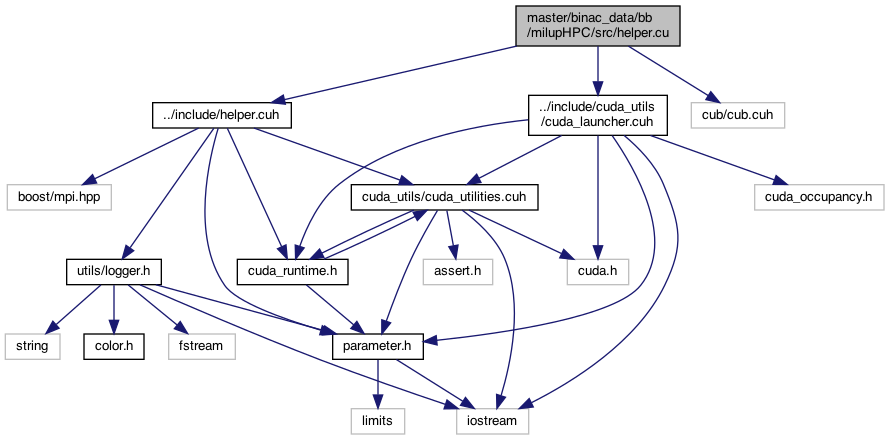 master/binac_data/bb
/milupHPC/src/helper.cu
../include/helper.cuh
../include/cuda_utils
/cuda_launcher.cuh
cub/cub.cuh
boost/mpi.hpp
cuda_utils/cuda_utilities.cuh
cuda_occupancy.h
utils/logger.h
cuda_runtime.h
assert.h
cuda.h
string
color.h
fstream
parameter.h
limits
iostream